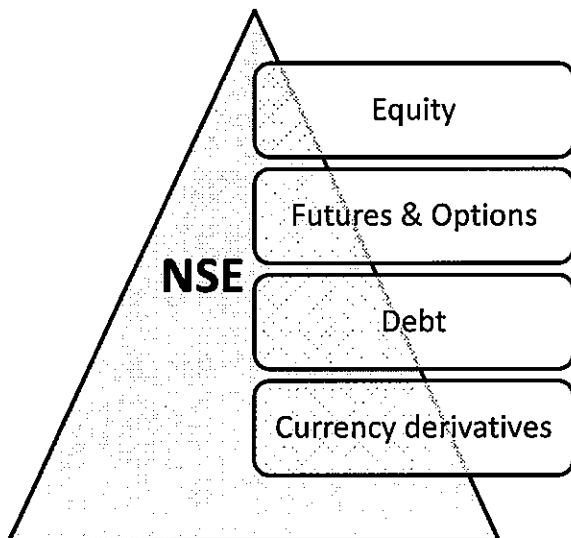 Equity
Futures & Options
NSE
Debt
Currency derivatives